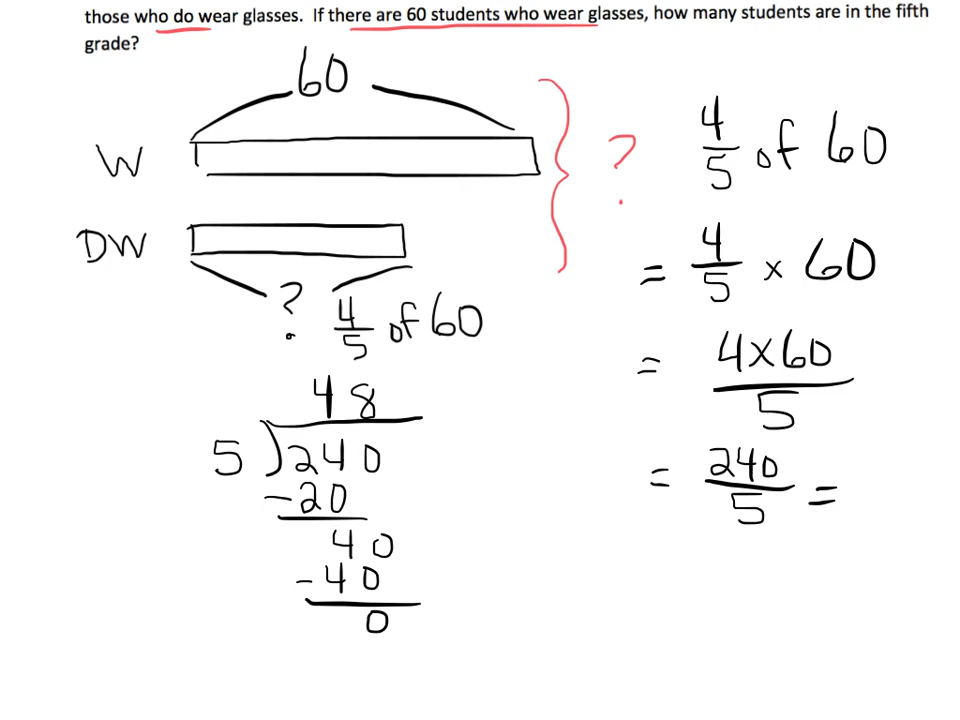 those who do wear glasses. If there are 60 students who wear glasses, how many students are in the fifth
grade?
60
W
?
DW
? 4/5 of 60
48
5)240
-20
40
-40
0
4/5 of 60
= 4/5 x 60
= 4x60/5
= 240/5 =